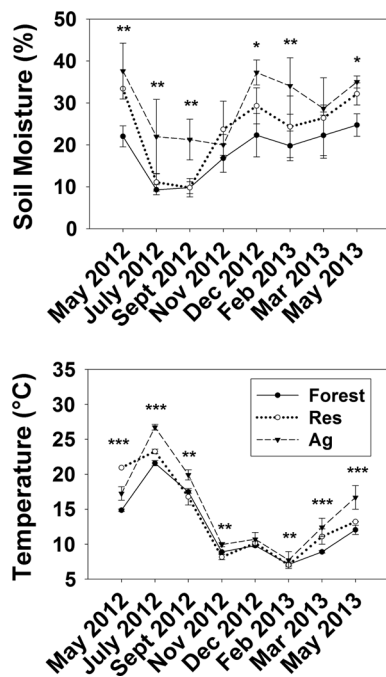 Soil Moisture (%)
50
40
30
20
10
0
** ** ** * ** *
May 2012
July 2012
Sept 2012
Nov 2012
Dec 2012
Feb 2013
Mar 2013
May 2013
Temperature (°C)
35
30
25
20
15
10
5
*** *** ** ** ** *** ***
Forest
Res
Ag
May 2012
July 2012
Sept 2012
Nov 2012
Dec 2012
Feb 2013
Mar 2013
May 2013